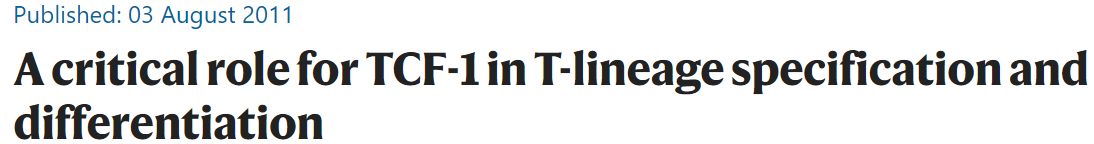 Published: 03 August 2011
A critical role for TCF-1 in T-lineage specification and
differentiation